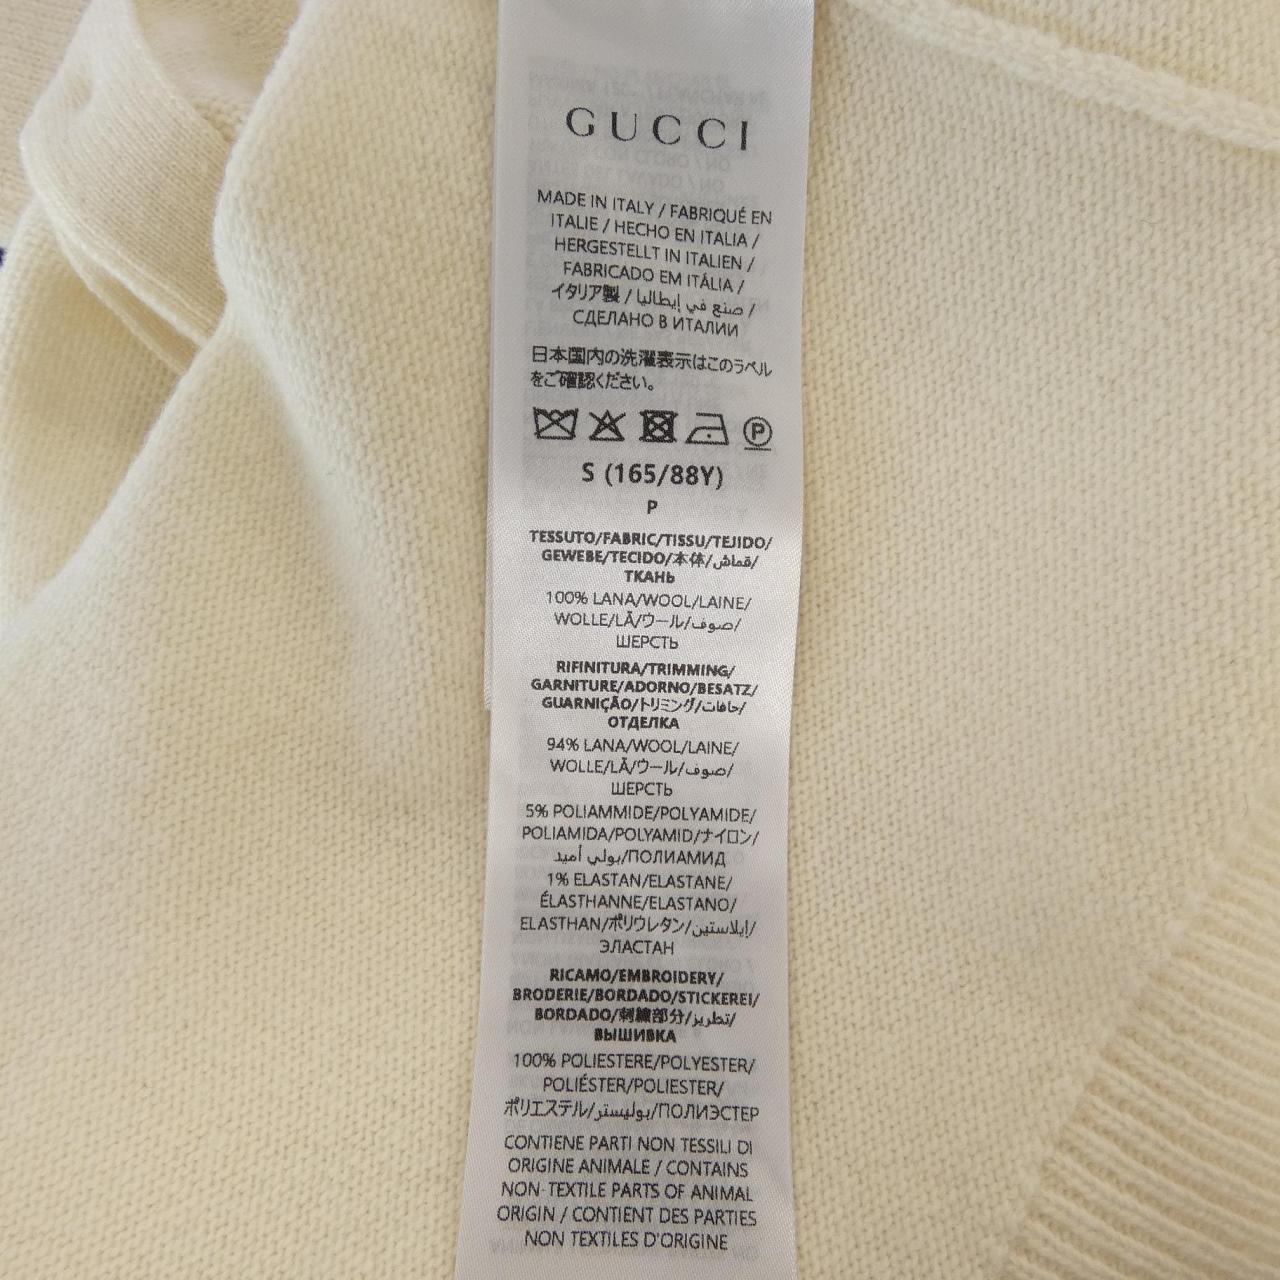 GUCCI
MADE IN ITALY / FABRIQUÉ EN
ITALIE / HECHO EN ITALIA /
HERGESTELLT IN ITALIEN /
FABRICADO EM ITÁLIA /
イタリア製 / صنع في إيطاليا /
СДЕЛАНО В ИТАЛИИ
日本国内の洗濯表示はこのラベル
をご確認ください。
P
S (165/88Y)
P
TESSUTO/FABRIC/TISSU/TEJIDO/
GEWEBE/TECIDO/本体/قماش/
ТКАНЬ
100% LANA/WOOL/LAINE/
WOLLE/LÃ/ウール/صوف/
ШЕРСТЬ
RIFINITURA/TRIMMING/
GARNITURE/ADORNO/BESATZ/
GUARNIÇÃO/トリミング/حافات/
ОТДЕЛКА
94% LANA/WOOL/LAINE/
WOLLE/LÃ/ウール/صوف/
ШЕРСТЬ
5% POLIAMMIDE/POLYAMIDE/
POLIAMIDA/POLYAMID/ナイロン/
بولي أميد/ПОЛИАМИД
1% ELASTAN/ELASTANE/
ÉLASTHANNE/ELASTANO/
ELASTHAN/ポリウレタン/إيلاستين/
ЭЛАСТАН
RICAMO/EMBROIDERY/
BRODERIE/BORDADO/STICKEREI/
BORDADO/刺繍部分/تطريز/
ВЫШИВКА
100% POLIESTERE/POLYESTER/
POLIÉSTER/POLIESTER/
ポリエステル/بوليستر/ПОЛИЭСТЕР
CONTIENE PARTI NON TESSILI DI
ORIGINE ANIMALE / CONTAINS
NON-TEXTILE PARTS OF ANIMAL
ORIGIN / CONTIENT DES PARTIES
NON TEXTILES D'ORIGINE